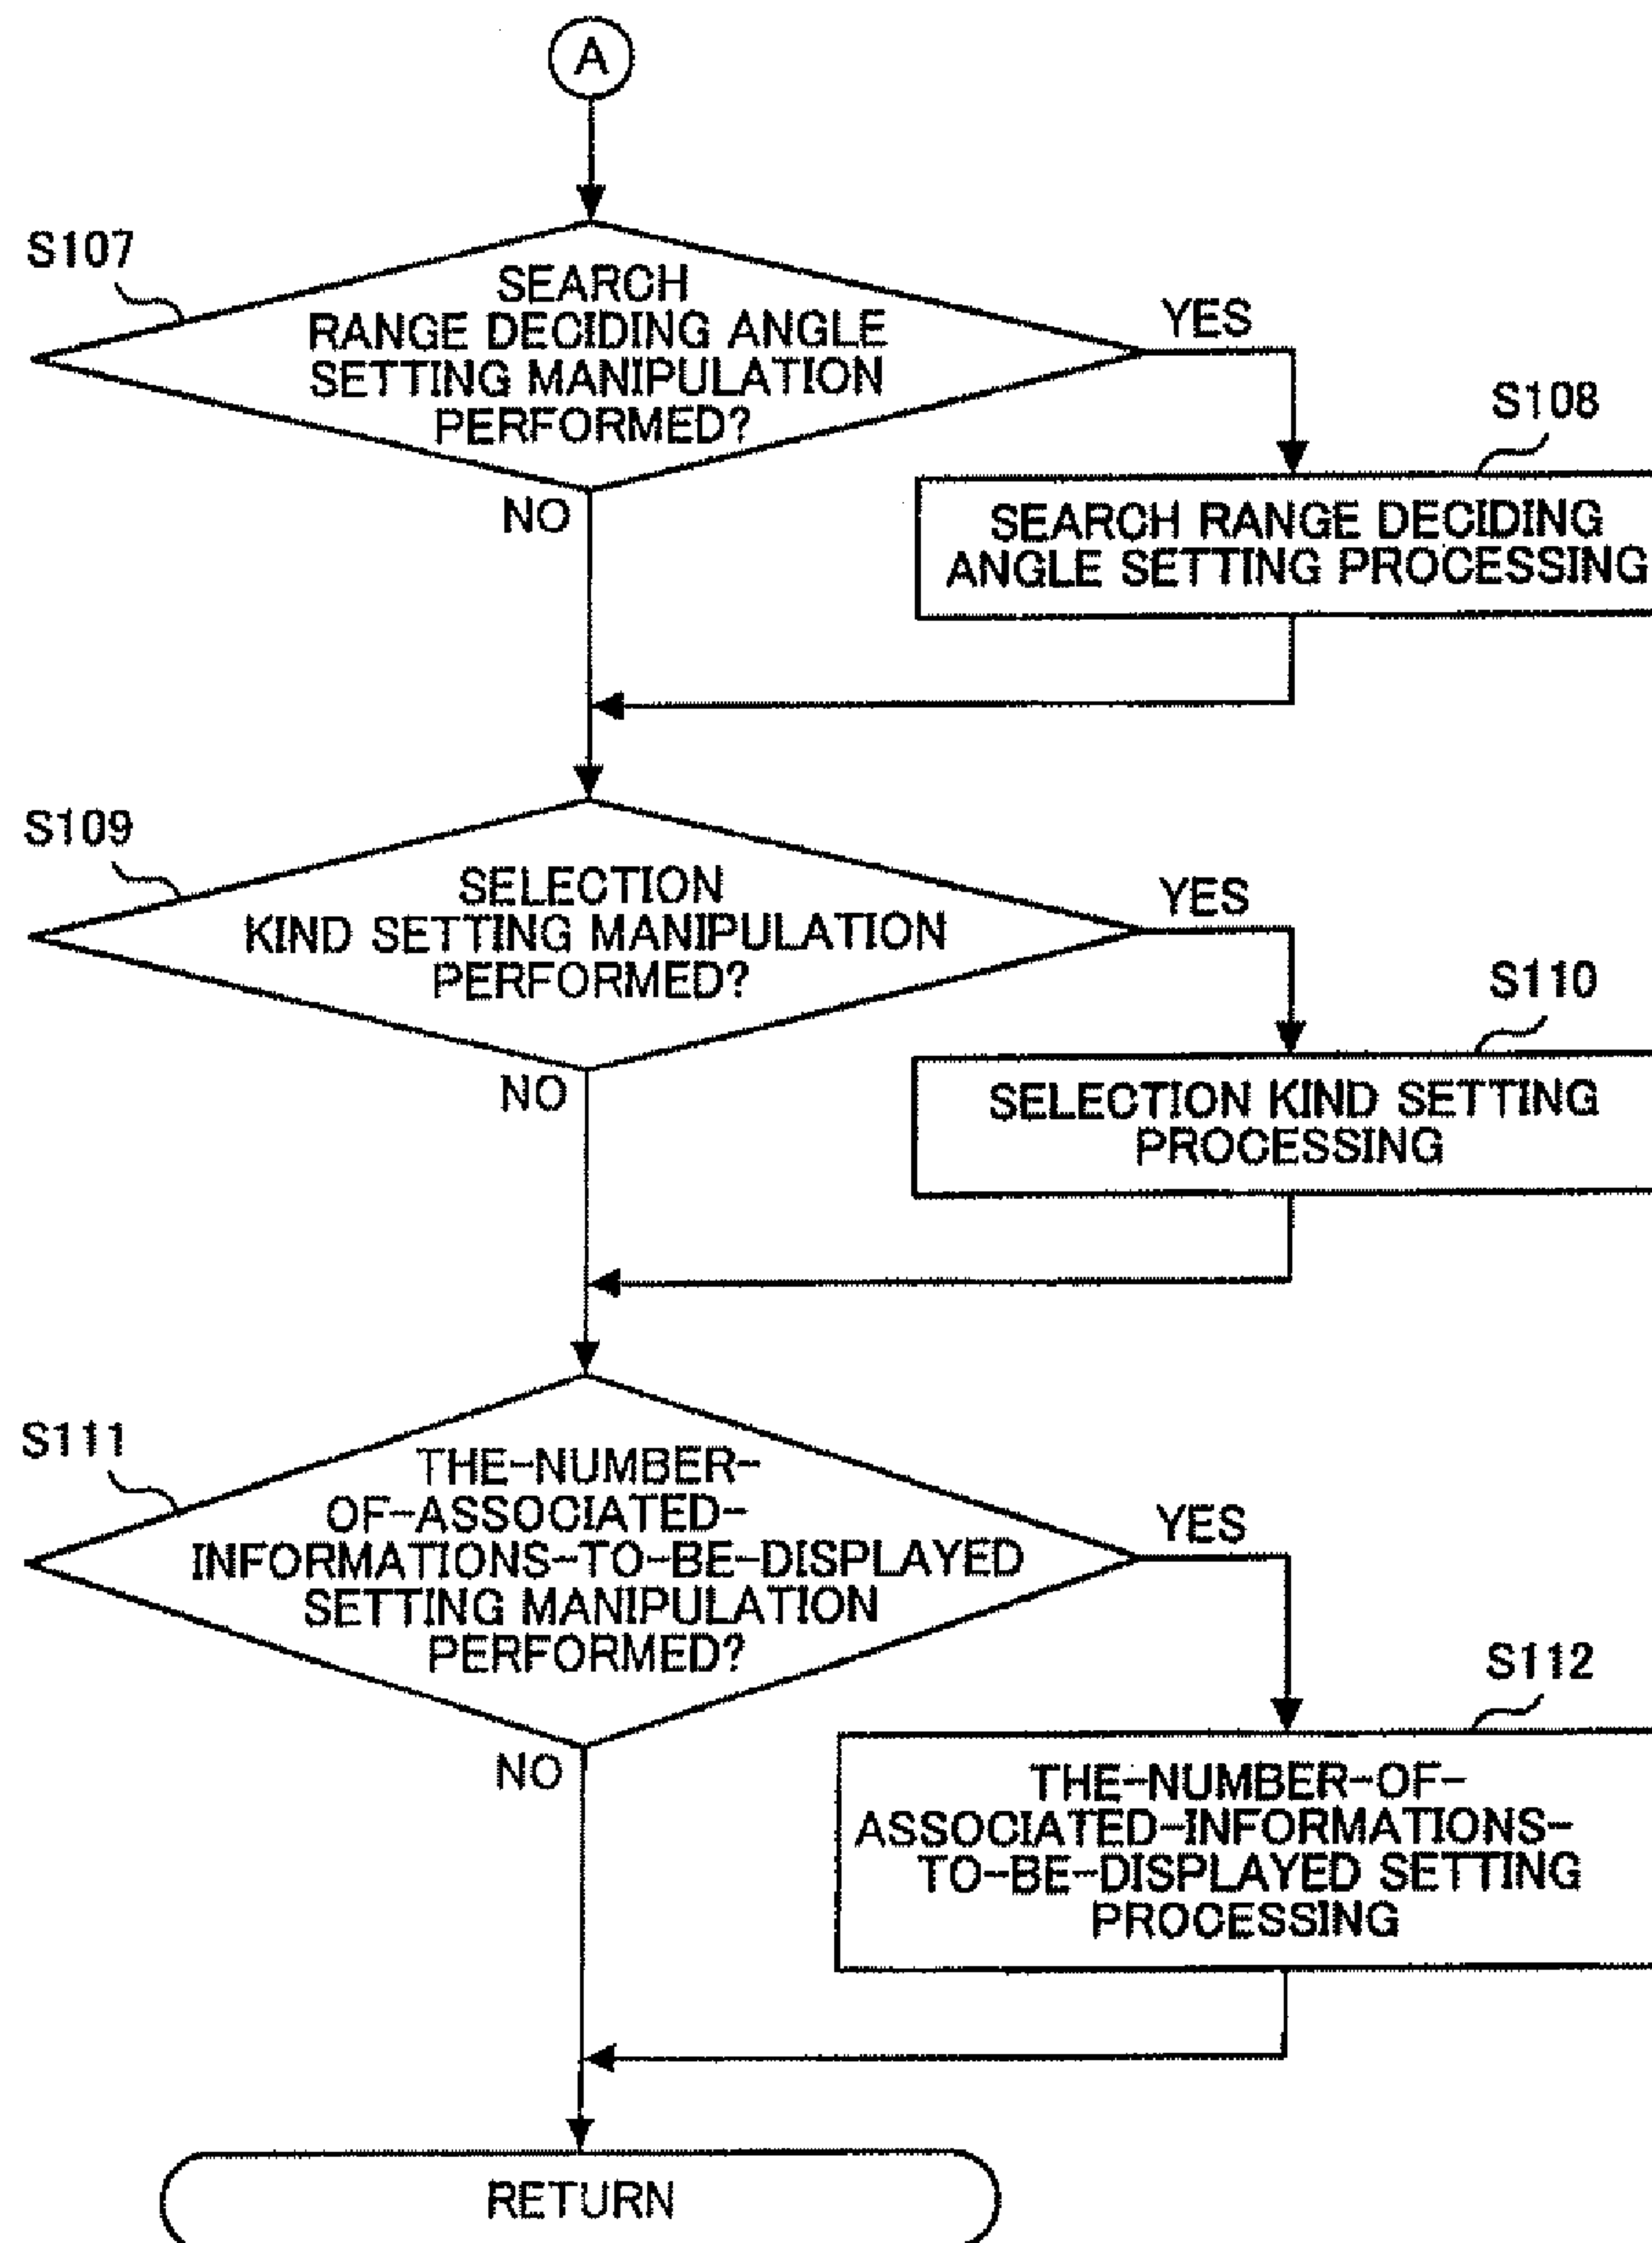 A
S107
SEARCH
RANGE DECIDING ANGLE
SETTING MANIPULATION
PERFORMED?
YES
NO
S108
SEARCH RANGE DECIDING
ANGLE SETTING PROCESSING
S109
SELECTION
KIND SETTING MANIPULATION
PERFORMED?
YES
NO
S110
SELECTION KIND SETTING
PROCESSING
S111
THE-NUMBER-
OF-ASSOCIATED-
INFORMATIONS-TO-BE-DISPLAYED
SETTING MANIPULATION
PERFORMED?
YES
NO
S112
THE-NUMBER-OF-
ASSOCIATED-INFORMATIONS-
TO-BE-DISPLAYED SETTING
PROCESSING
RETURN